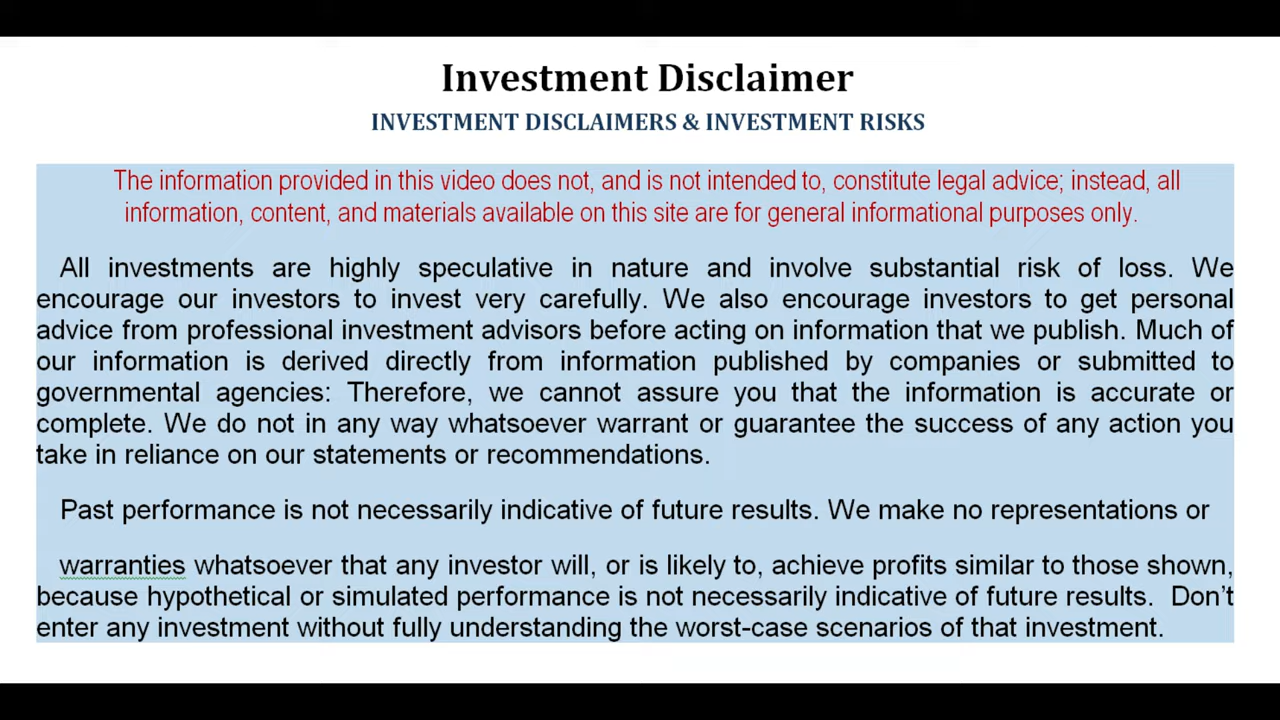 Investment Disclaimer
INVESTMENT DISCLAIMERS & INVESTMENT RISKS
The information provided in this video does not, and is not intended to, constitute legal advice; instead, all
information, content, and materials available on this site are for general informational purposes only.
All investments are highly speculative in nature and involve substantial risk of loss. We
encourage our investors to invest very carefully. We also encourage investors to get personal
advice from professional investment advisors before acting on information that we publish. Much of
our information is derived directly from information published by companies or submitted to
governmental agencies: Therefore, we cannot assure you that the information is accurate or
complete. We do not in any way whatsoever warrant or guarantee the success of any action you
take in reliance on our statements or recommendations.
Past performance is not necessarily indicative of future results. We make no representations or
warranties whatsoever that any investor will, or is likely to, achieve profits similar to those shown,
because hypothetical or simulated performance is not necessarily indicative of future results.  Don’t
enter any investment without fully understanding the worst-case scenarios of that investment.